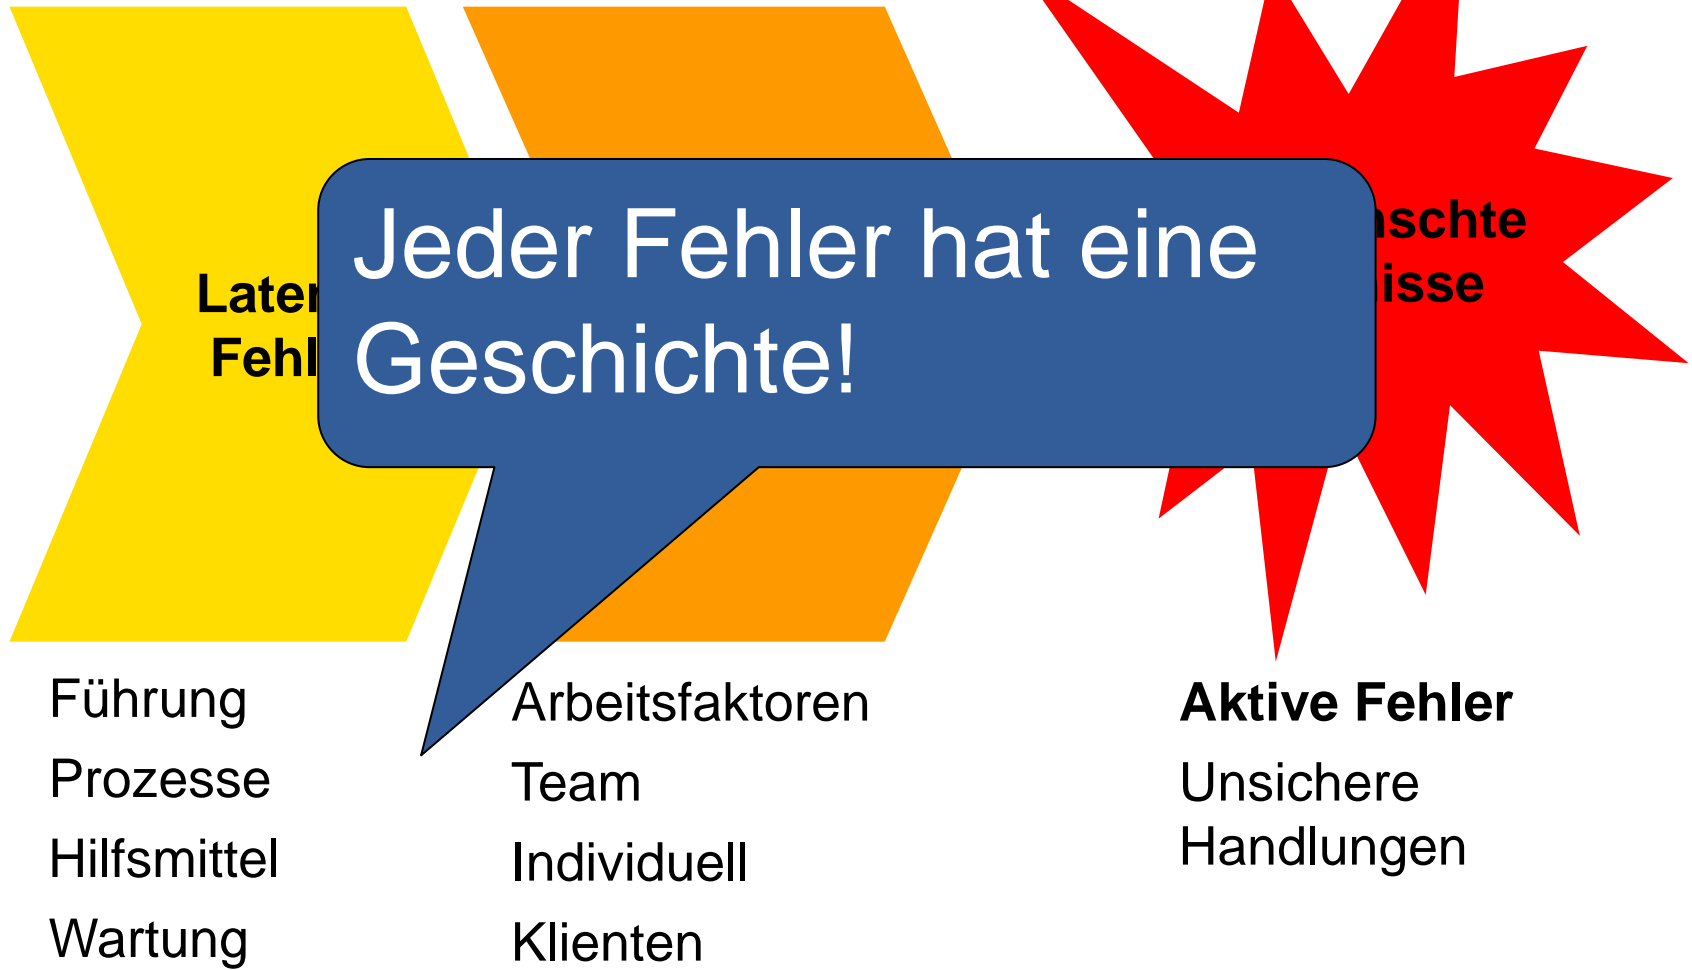 Jeder Fehler hat eine
Geschichte!
Führung
Prozesse
Hilfsmittel
Wartung
Arbeitsfaktoren
Team
Individuell
Klienten
Aktive Fehler
Unsichere
Handlungen